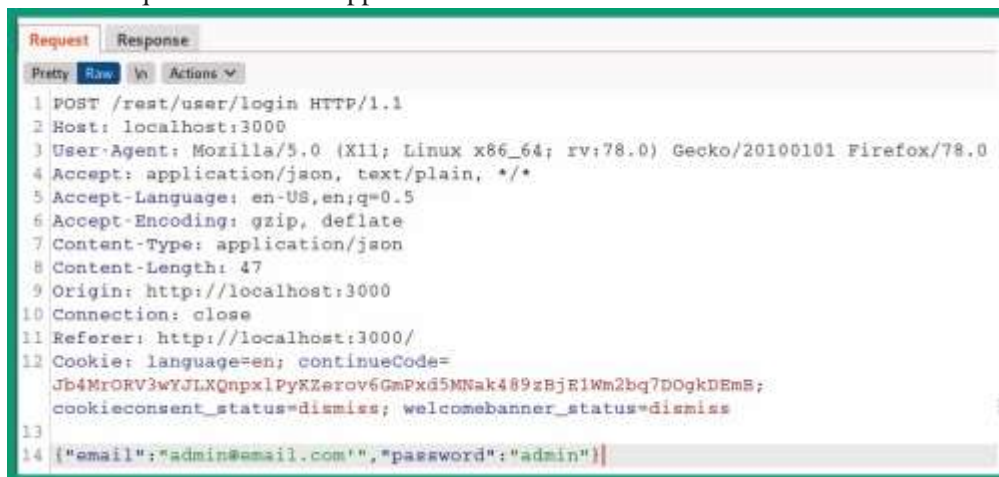 Request Response
Pretty Raw \n Actions
1 POST /rest/user/login HTTP/1.1
2 Host: localhost:3000
3 User-Agent: Mozilla/5.0 (X11; Linux x86_64; rv:78.0) Gecko/20100101 Firefox/78.0
4 Accept: application/json, text/plain, */*
5 Accept-Language: en-US,en;q=0.5
6 Accept-Encoding: gzip, deflate
7 Content-Type: application/json
8 Content-Length: 47
9 Origin: http://localhost:3000
10 Connection: close
11 Referer: http://localhost:3000/
12 Cookie: language=en; continueCode=
cookieconsent_status=dismiss; welcomebanner_status=dismiss
13
14 {"email":"admin@email.com'","password":"admin"}